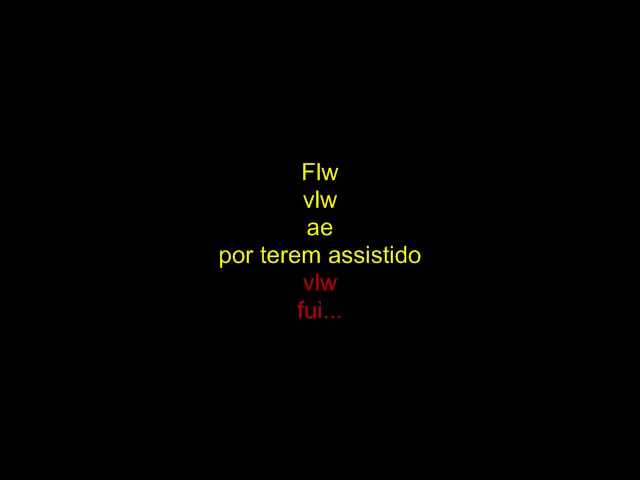 Flw
vlw
ae
por terem assistido
vlw
fui...